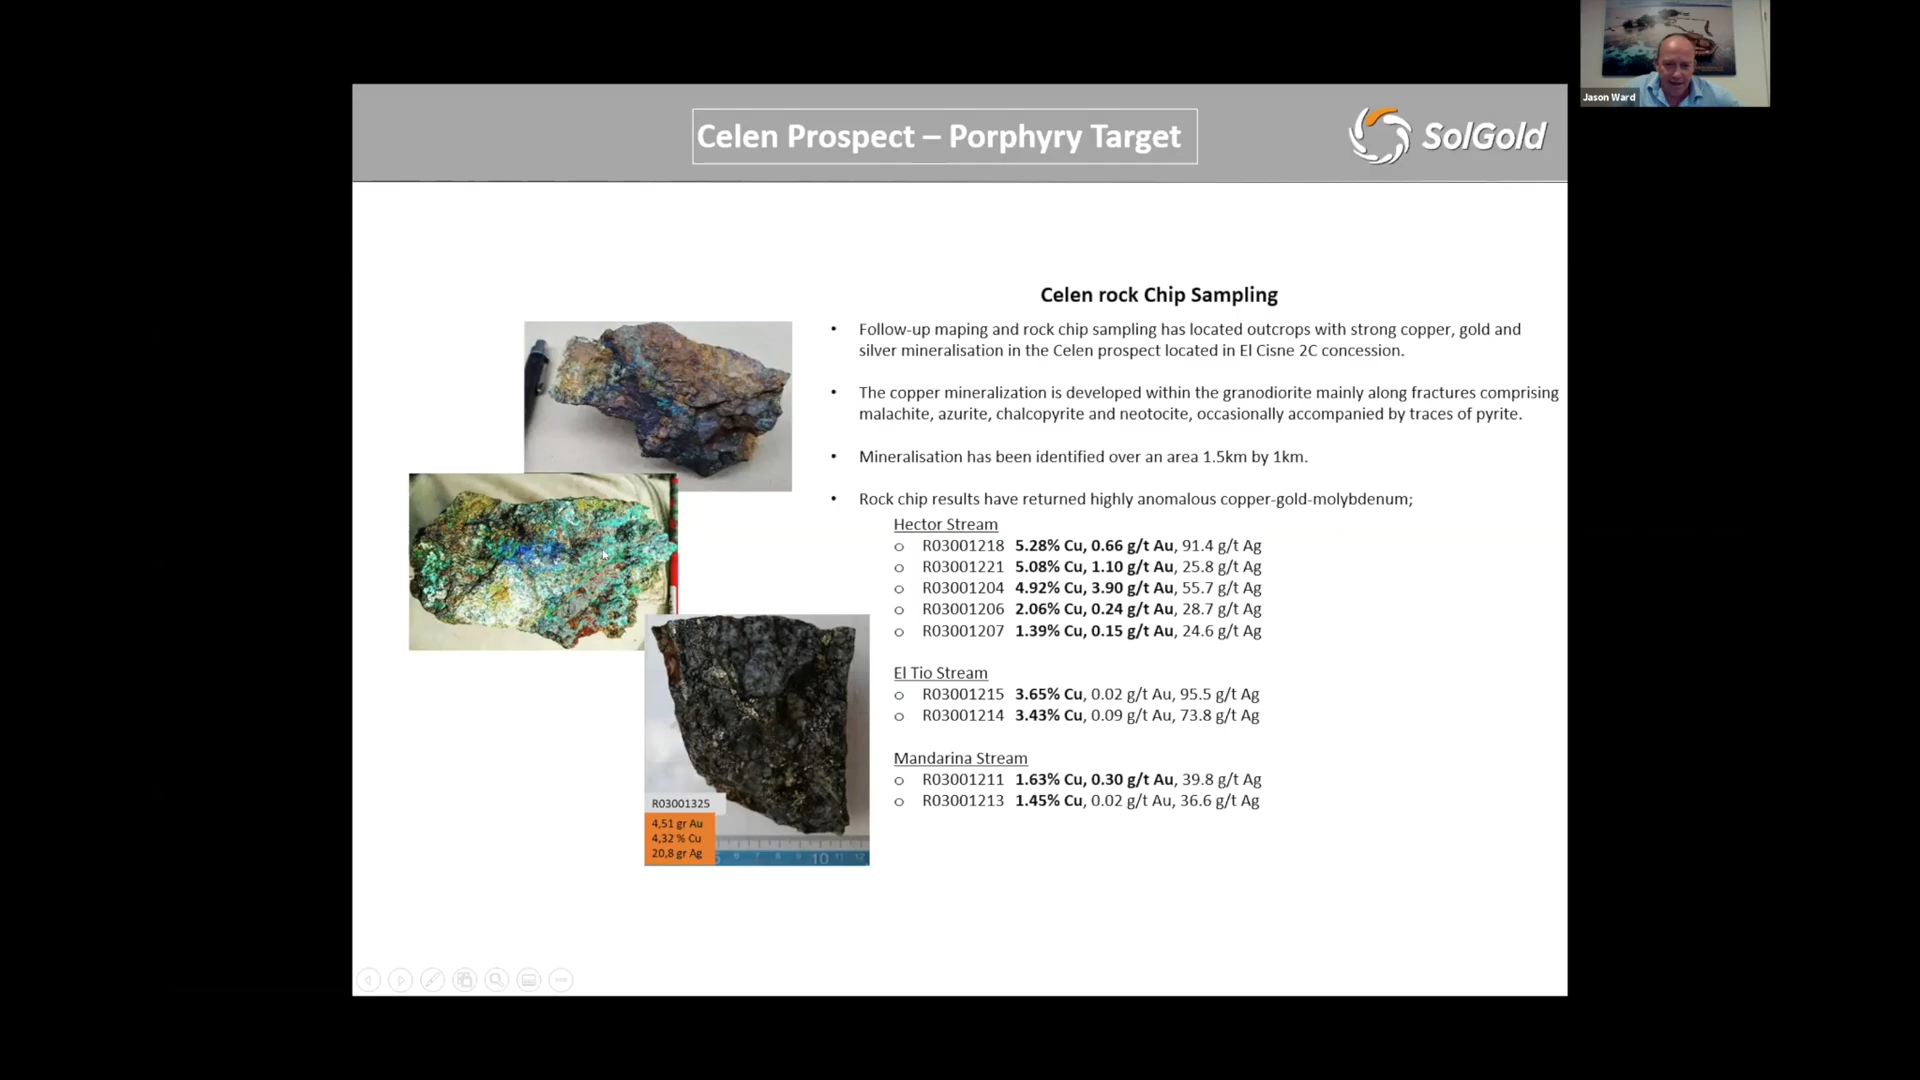 Celen Prospect – Porphyry Target
SolGold
Jason Ward
Celen rock Chip Sampling
• Follow-up maping and rock chip sampling has located outcrops with strong copper, gold and
silver mineralisation in the Celen prospect located in El Cisne 2C concession.
• The copper mineralization is developed within the granodiorite mainly along fractures comprising
malachite, azurite, chalcopyrite and neotocite, occasionally accompanied by traces of pyrite.
• Mineralisation has been identified over an area 1.5km by 1km.
• Rock chip results have returned highly anomalous copper-gold-molybdenum;
Hector Stream
o R03001218 5.28% Cu, 0.66 g/t Au, 91.4 g/t Ag
o R03001221 5.08% Cu, 1.10 g/t Au, 25.8 g/t Ag
o R03001204 4.92% Cu, 3.90 g/t Au, 55.7 g/t Ag
o R03001206 2.06% Cu, 0.24 g/t Au, 28.7 g/t Ag
o R03001207 1.39% Cu, 0.15 g/t Au, 24.6 g/t Ag
El Tio Stream
o R03001215 3.65% Cu, 0.02 g/t Au, 95.5 g/t Ag
o R03001214 3.43% Cu, 0.09 g/t Au, 73.8 g/t Ag
Mandarina Stream
o R03001211 1.63% Cu, 0.30 g/t Au, 39.8 g/t Ag
o R03001213 1.45% Cu, 0.02 g/t Au, 36.6 g/t Ag
R03001325
4,51 gr Au
4,32 % Cu
20,8 gr Ag
6 7 8 9 10 11 12